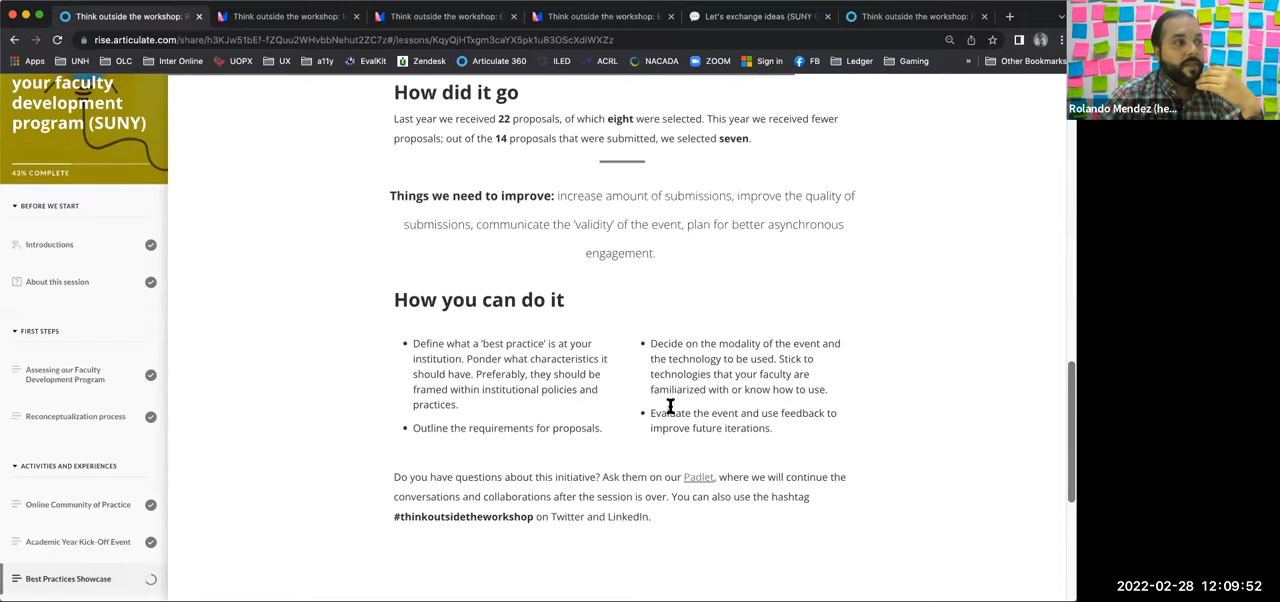 Think outside the workshop: R
Think outside the workshop: I
Think outside the workshop:
Think outside the workshop: E
Let's exchange ideas (SUNY C
Think outside the workshop:
rise.articulate.com/share/h3KJw51bEf-fZQuu2WHvbbNehut2ZC7z#/lessons/KqyQjHTxgm3caYX5pk1u83OScXdiWXZz
Apps UNH OLC Inter Online UOPX UX a11y EvalKit Zendesk Articulate 360 ILED ACRL NACADA ZOOM Sign in FB Ledger Gaming » Other Bookmarks
your faculty
development
program (SUNY)
43% COMPLETE
BEFORE WE START
Introductions
About this session
FIRST STEPS
Assessing our Faculty
Development Program
Reconceptualization process
ACTIVITIES AND EXPERIENCES
Online Community of Practice
Academic Year Kick-Off Event
Best Practices Showcase
How did it go
Last year we received 22 proposals, of which eight were selected. This year we received fewer
proposals; out of the 14 proposals that were submitted, we selected seven.
Things we need to improve: increase amount of submissions, improve the quality of
submissions, communicate the 'validity' of the event, plan for better asynchronous
engagement.
How you can do it
Define what a 'best practice' is at your
institution. Ponder what characteristics it
should have. Preferably, they should be
framed within institutional policies and
practices.
Outline the requirements for proposals.
Decide on the modality of the event and
the technology to be used. Stick to
technologies that your faculty are
familiarized with or know how to use.
Evaluate the event and use feedback to
improve future iterations.
Do you have questions about this initiative? Ask them on our Padlet, where we will continue the
conversations and collaborations after the session is over. You can also use the hashtag
#thinkoutsidetheworkshop on Twitter and LinkedIn.
Rolando Mendez (he...
2022-02-28 12:09:52